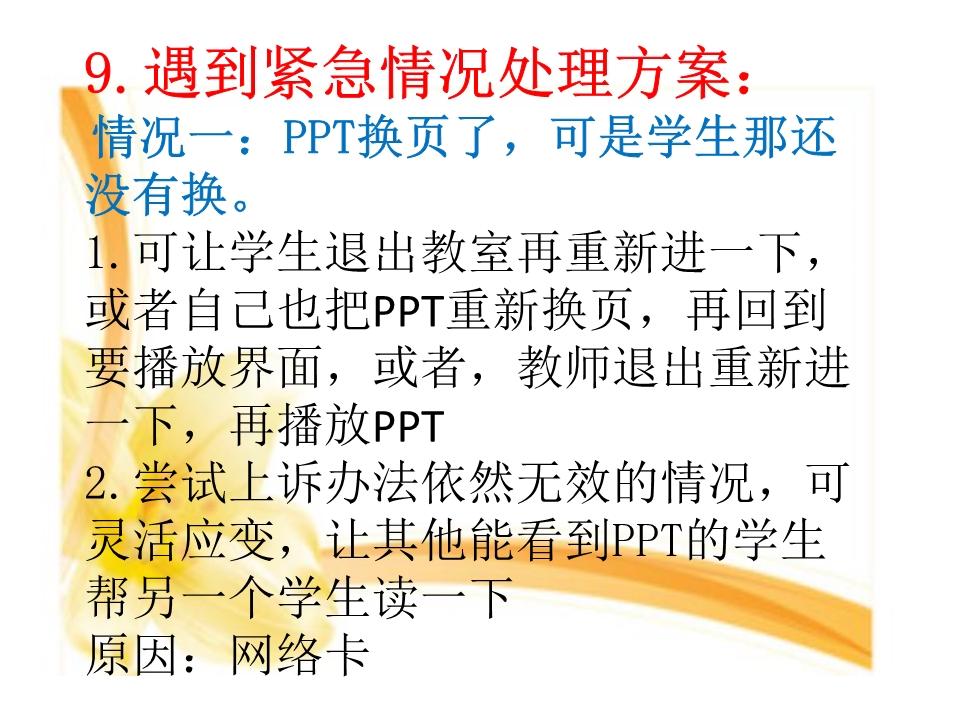 9.遇到紧急情况处理方案：
情况一：PPT换页了，可是学生那还
没有换。
1.可让学生退出教室再重新进一下，
或者自己也把PPT重新换页，再回到
要播放界面，或者，教师退出重新进
一下，再播放PPT
2.尝试上诉办法依然无效的情况，可
灵活应变，让其他能看到PPT的学生
帮另一个学生读一下
原因：网络卡